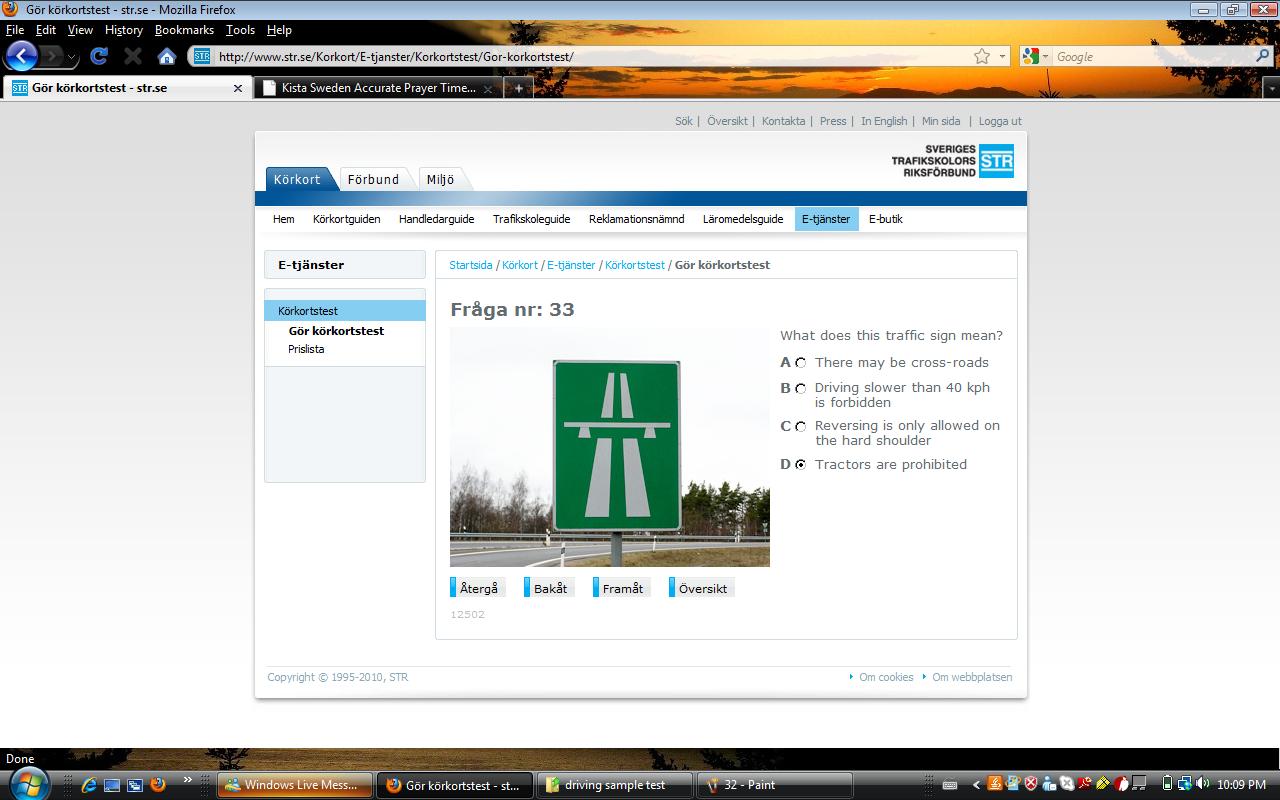 Gör körkortstest - str.se - Mozilla Firefox
File Edit View History Bookmarks Tools Help
STR http://www.str.se/Korkort/E-tjanster/Korkortstest/Gor-korkortstest/ Google
STR Gör körkortstest - str.se Kista Sweden Accurate Prayer Time...
Sök | Översikt | Kontakta | Press | In English | Min sida | Logga ut
SVERIGES
TRAFIKSKOLORS STR
RIKSFÖRBUND
Körkort Förbund Miljö
Hem Körkortguiden Handledarguide Trafikskoleguide Reklamationsnämnd Läromedelsguide E-tjänster E-butik
E-tjänster
Körkortstest
Gör körkortstest
Prislista
Startsida / Körkort / E-tjänster / Körkortstest / Gör körkortstest
Fråga nr: 33
What does this traffic sign mean?
A There may be cross-roads
B Driving slower than 40 kph
is forbidden
C Reversing is only allowed on
the hard shoulder
D Tractors are prohibited
Återgå Bakåt Framåt Översikt
12502
Copyright © 1995-2010, STR Om cookies Om webbplatsen
Done
Windows Live Mess... Gör körkortstest - st... driving sample test 32 - Paint 10:09 PM